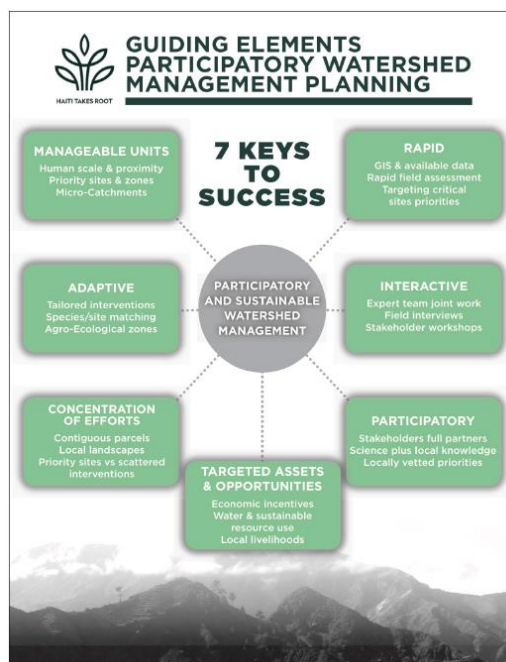 GUIDING ELEMENTS
PARTICIPATORY WATERSHED
MANAGEMENT PLANNING
HAITI TAKES ROOT
7 KEYS
TO
SUCCESS
MANAGEABLE UNITS
Human scale & proximity
Priority sites & zones
Micro-Catchments
RAPID
GIS & available data
Rapid field assessment
Targeting critical
sites priorities
ADAPTIVE
Tailored interventions
Species/site matching
Agro-Ecological zones
PARTICIPATORY
AND SUSTAINABLE
WATERSHED
MANAGEMENT
INTERACTIVE
Expert team joint work
Field interviews
Stakeholder workshops
CONCENTRATION
OF EFFORTS
Contiguous parcels
Local landscapes
Priority sites vs scattered
interventions
TARGETED ASSETS
& OPPORTUNITIES
Economic incentives
Water & sustainable
resource use
Local livelihoods
PARTICIPATORY
Stakeholders full partners
Science plus local knowledge
Locally vetted priorities